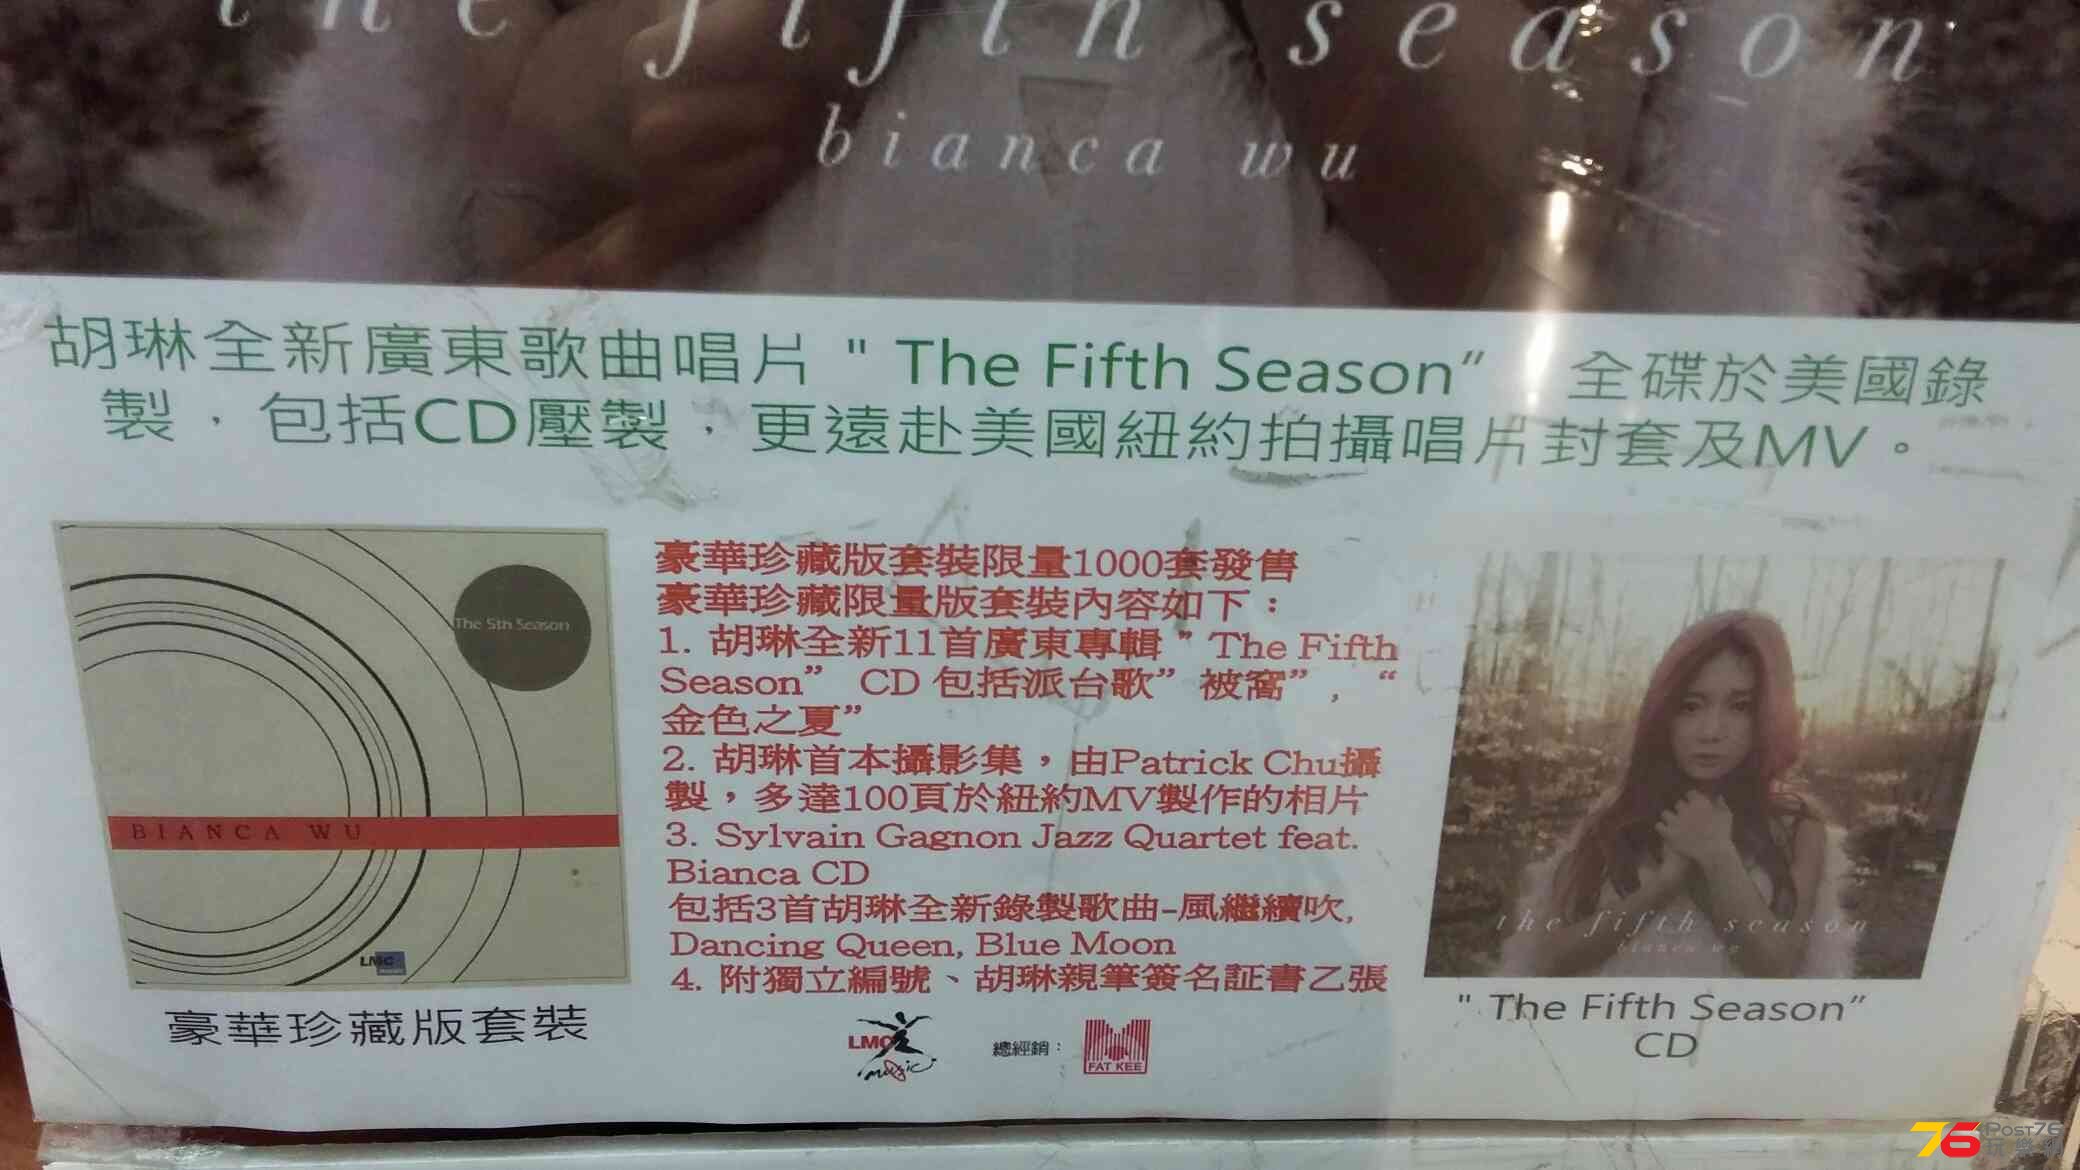 the fifth season
bianca wu
胡琳全新廣東歌曲唱片 " The Fifth Season” 全碟於美國錄
製，包括CD壓製，更遠赴美國紐約拍攝唱片封套及MV。
The 5th Season
BIANCA WU
LMC
豪華珍藏版套裝
豪華珍藏版套裝限量1000套發售
豪華珍藏限量版套裝內容如下：
1. 胡琳全新11首廣東專輯 ” The Fifth
Season” CD 包括派台歌” 被窩” , “
金色之夏”
2. 胡琳首本攝影集，由Patrick Chu攝
製，多達100頁於紐約MV製作的相片
3. Sylvain Gagnon Jazz Quartet feat.
Bianca CD
包括3首胡琳全新錄製歌曲-風繼續吹,
Dancing Queen, Blue Moon
4. 附獨立編號、胡琳親筆簽名証書乙張
LMC music
總經銷：
FAT KEE
the fifth season
bianca wu
" The Fifth Season”
CD
76 Post76
玩樂網